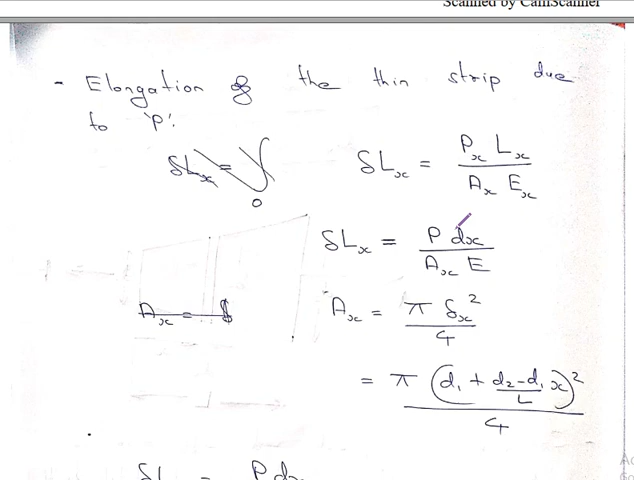 Scanned by CamScanner
- Elongation of the thin strip due
to 'P'.
δLx = ∫0
δLx = Px Lx / Ax Ex
δLx = P dx / Ax E
Ax = δ
Ax = π δx² / 4
= π (d1 + d2-d1/L x)² / 4
δL = P dx